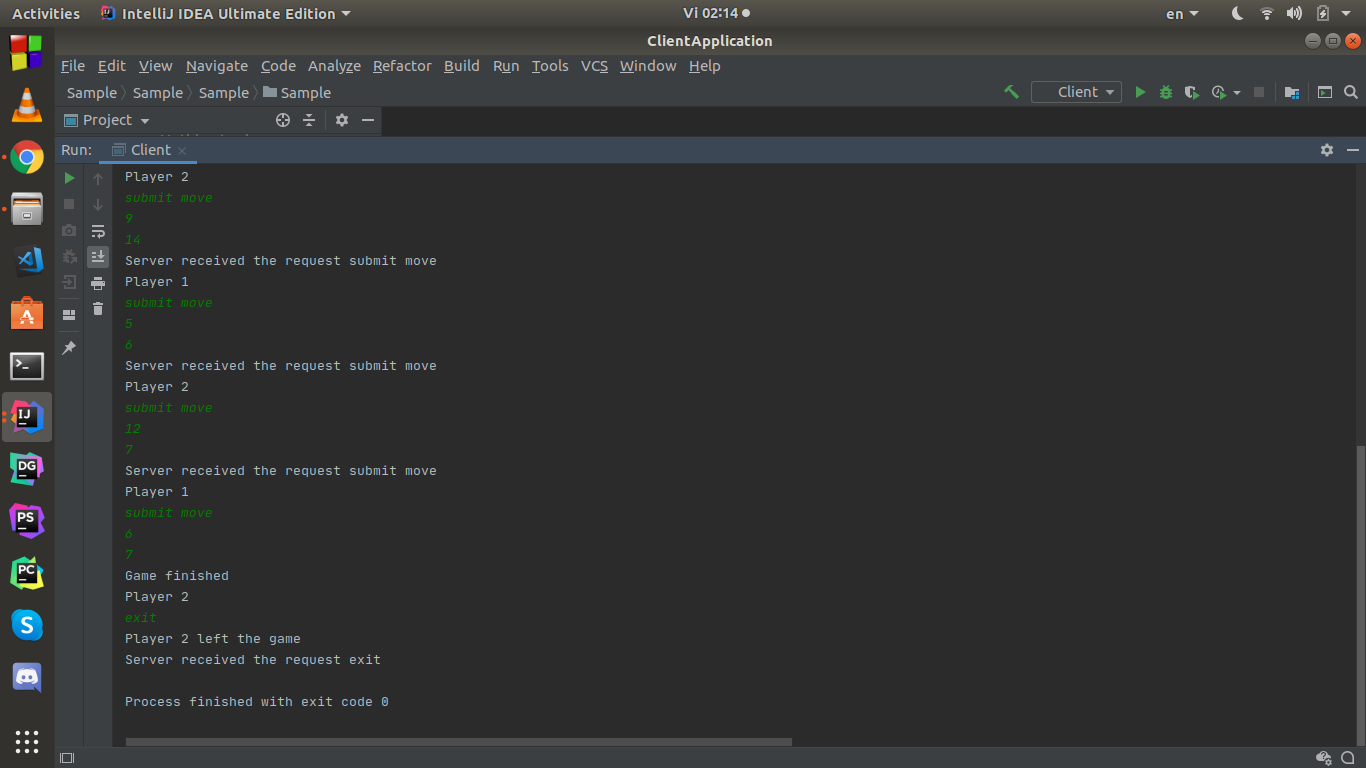 Activities IntelliJ IDEA Ultimate Edition Vi 02:14 en
ClientApplication
File Edit View Navigate Code Analyze Refactor Build Run Tools VCS Window Help
Sample Sample Sample Sample Client
Project
Run: Client
Player 2
submit move
9
14
Server received the request submit move
Player 1
submit move
5
6
Server received the request submit move
Player 2
submit move
12
7
Server received the request submit move
Player 1
submit move
6
7
Game finished
Player 2
exit
Player 2 left the game
Server received the request exit
Process finished with exit code 0
IJ
DG
PS
PC